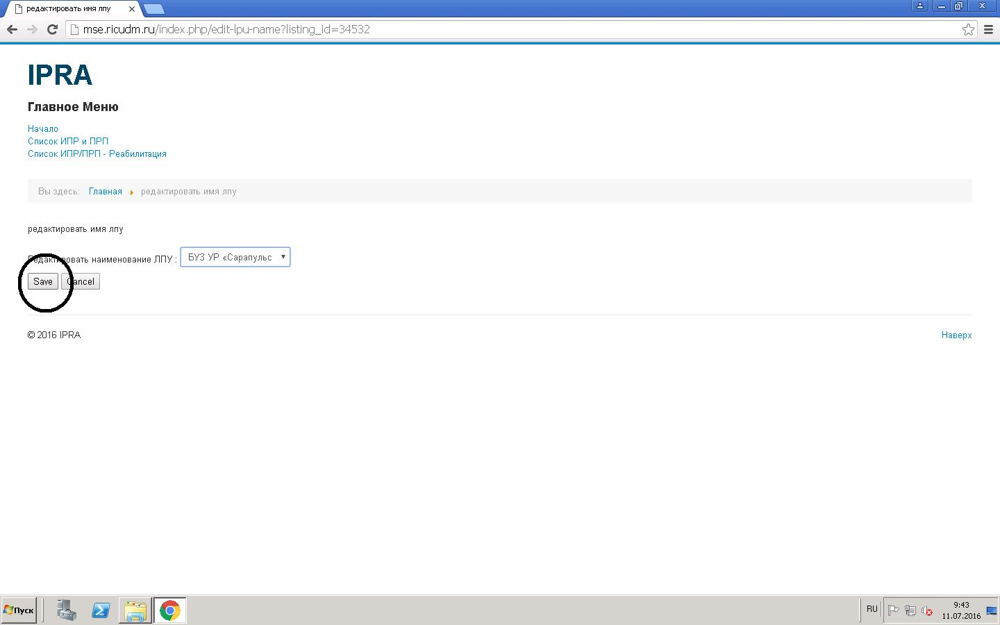 редактировать имя лпу
mse.ricudm.ru/index.php/edit-lpu-name?listing_id=34532
IPRA
Главное Меню
Начало
Список ИПР и ПРП
Список ИПР/ПРП - Реабилитация
Вы здесь: Главная редактировать имя лпу
редактировать имя лпу
Редактировать наименование ЛПУ : БУЗ УР «Сарапульс
Save Cancel
© 2016 IPRA Наверх
Пуск RU 9:43
11.07.2016